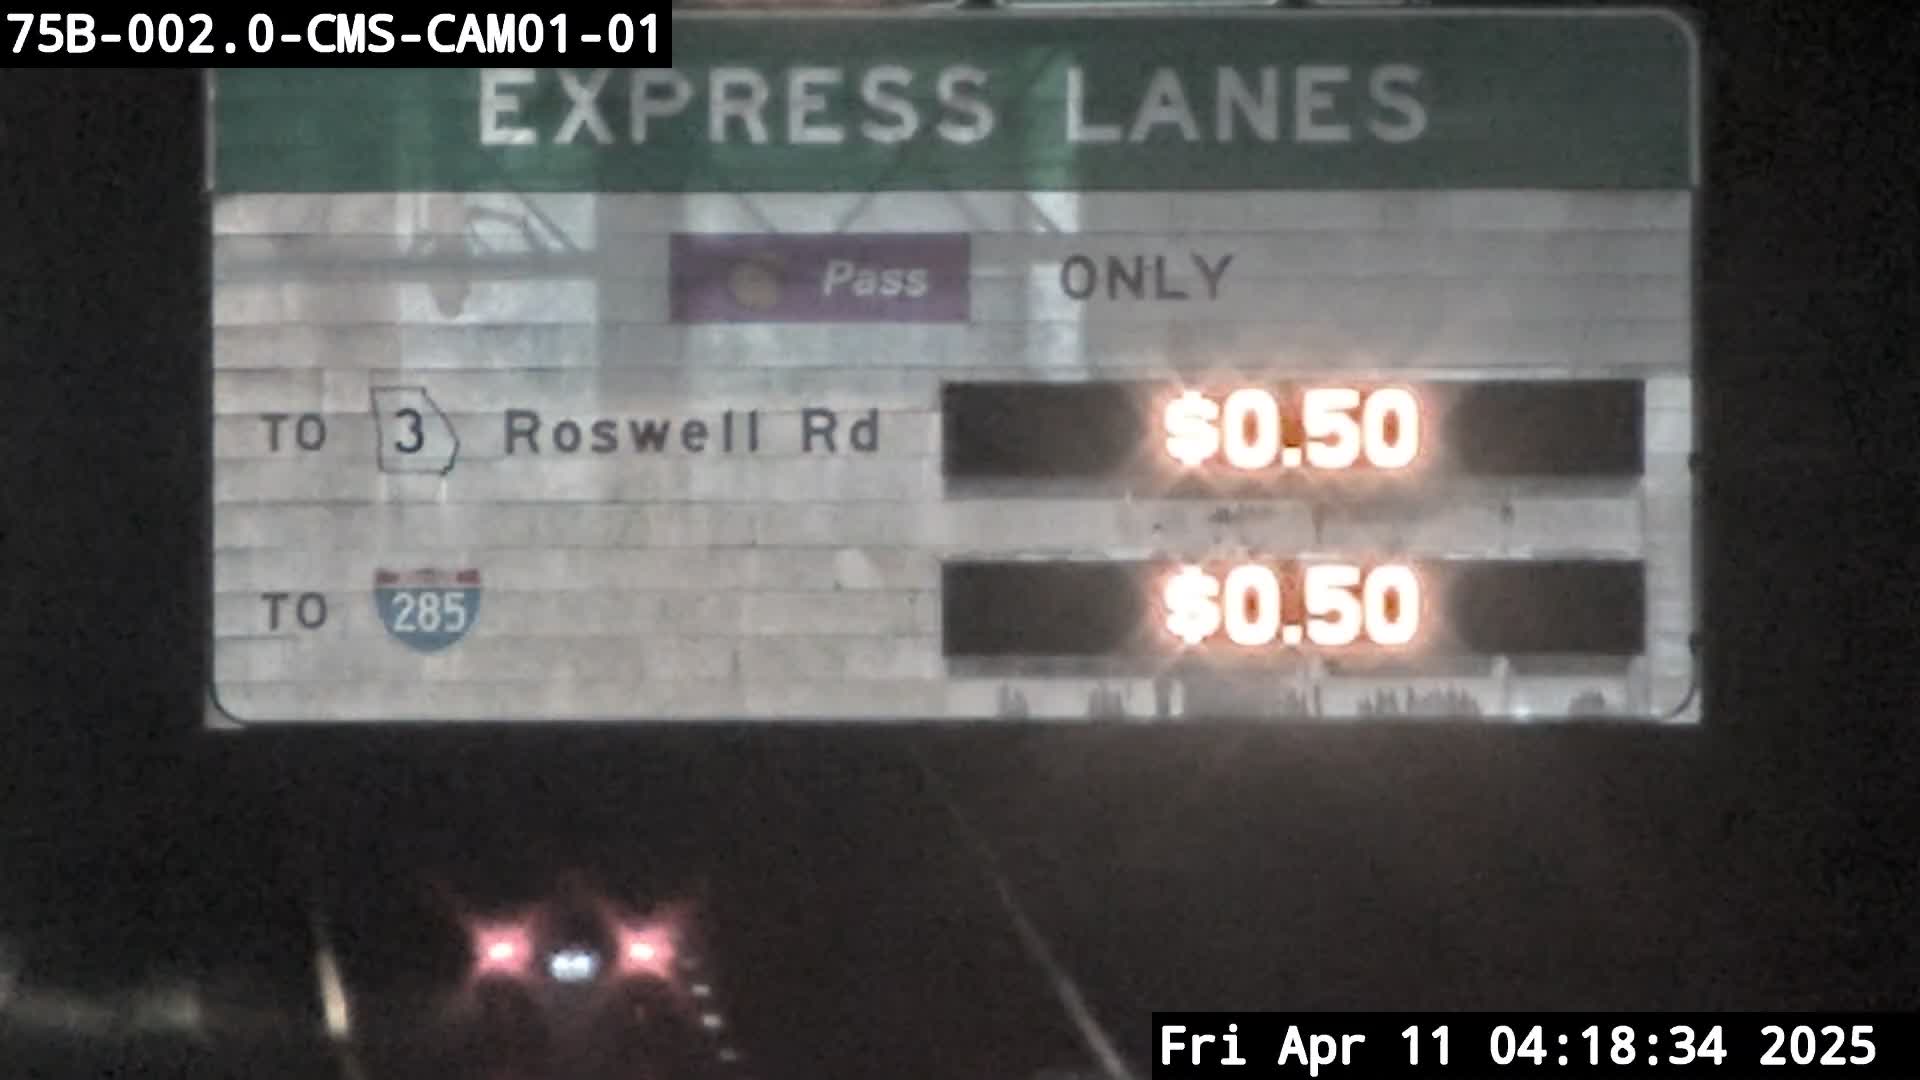 75B-002.0-CMS-CAM01-01
EXPRESS LANES
Pass ONLY
TO 3 Roswell Rd $0.50
TO 285 $0.50
Fri Apr 11 04:18:34 2025